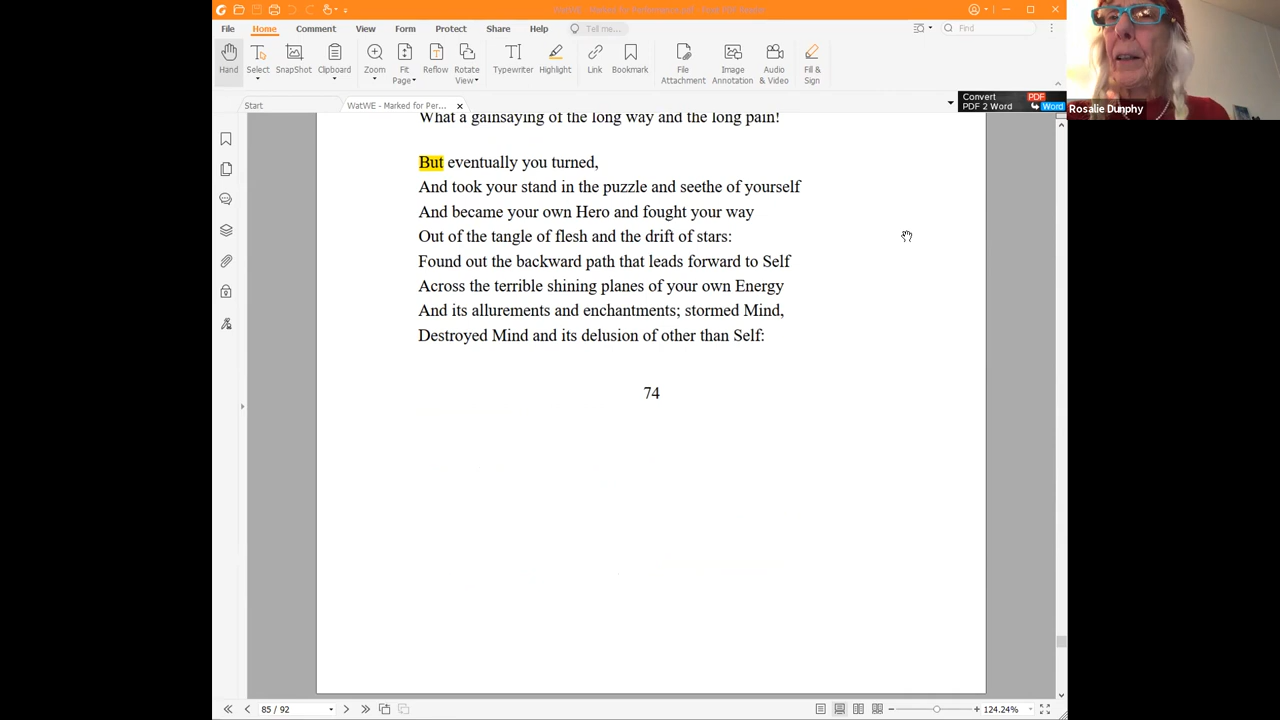 File Home Comment View Form Protect Share Help Tell me... Find
Hand Select SnapShot Clipboard Zoom Fit Page Reflow Rotate View Typewriter Highlight Link Bookmark File Attachment Image Annotation Audio & Video Fill & Sign
Start WatWE - Marked for Per... Convert PDF 2 Word PDF Word
Rosalie Dunphy
What a gainsaying of the long way and the long pain!
But eventually you turned,
And took your stand in the puzzle and seethe of yourself
And became your own Hero and fought your way
Out of the tangle of flesh and the drift of stars:
Found out the backward path that leads forward to Self
Across the terrible shining planes of your own Energy
And its allurements and enchantments; stormed Mind,
Destroyed Mind and its delusion of other than Self:
74
85 / 92 124.24%